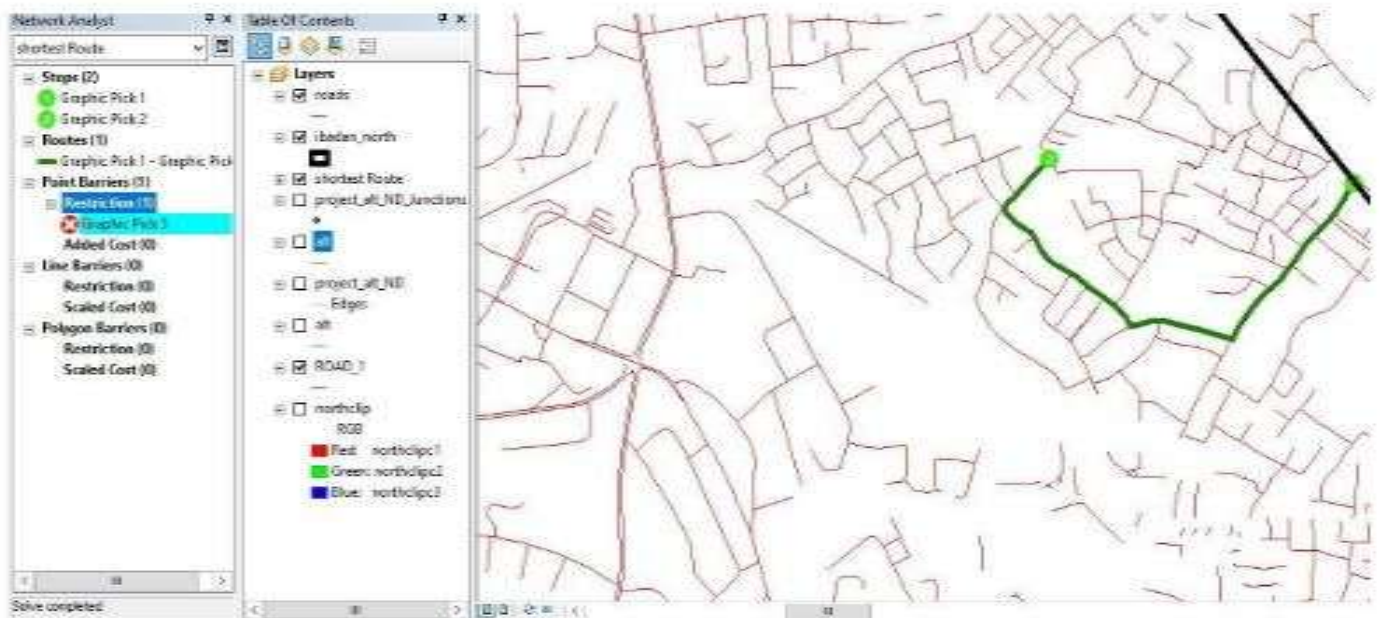 Network Analyst
shortest Route
Stops (2)
Graphic Pick 1
Graphic Pick 2
Routes (1)
Graphic Pick 1 - Graphic Pick
Point Barriers (1)
Restriction (1)
Graphic Pick 3
Added Cost (0)
Line Barriers (0)
Restriction (0)
Scaled Cost (0)
Polygon Barriers (0)
Restriction (0)
Scaled Cost (0)
Solve completed
Table Of Contents
Layers
roads
ibadan_north
shortest Route
project_alt_ND_Junctions
alt
project_alt_ND
Edges
alt
ROAD_1
northclip
RGB
Red: northclipc1
Green: northclipc2
Blue: northclipc3